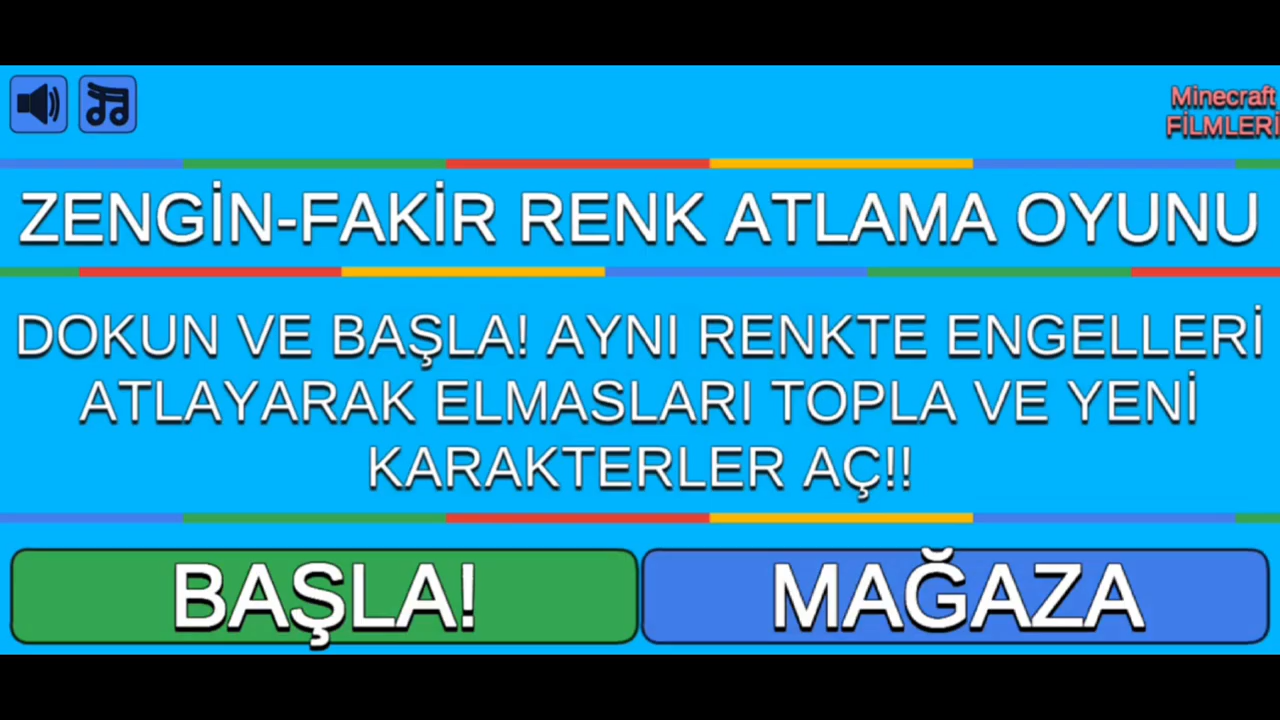 Minecraft
FİLMLERİ
ZENGİN-FAKİR RENK ATLAMA OYUNU
DOKUN VE BAŞLA! AYNI RENKTE ENGELLERİ
ATLAYARAK ELMASLARI TOPLA VE YENİ
KARAKTERLER AÇ!!
BAŞLA!
MAĞAZA